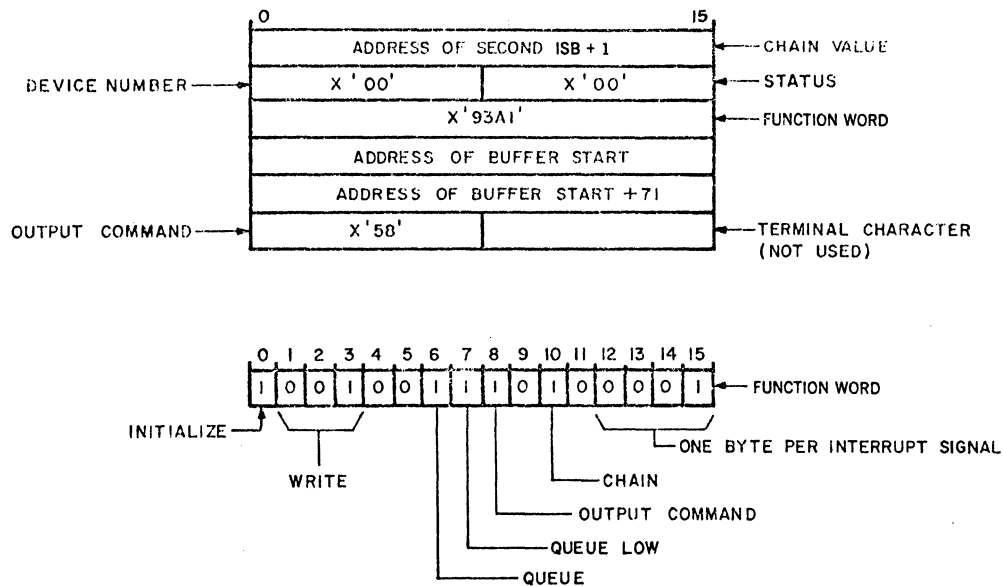 0 15
ADDRESS OF SECOND ISB + 1
CHAIN VALUE
DEVICE NUMBER
X'00' X'00'
STATUS
X'93A1'
FUNCTION WORD
ADDRESS OF BUFFER START
ADDRESS OF BUFFER START +71
OUTPUT COMMAND
X'58'
TERMINAL CHARACTER
(NOT USED)
0 1 2 3 4 5 6 7 8 9 10 11 12 13 14 15
1 0 0 1 0 0 1 1 1 0 1 0 0 0 0 1
FUNCTION WORD
INITIALIZE
ONE BYTE PER INTERRUPT SIGNAL
WRITE
CHAIN
OUTPUT COMMAND
QUEUE LOW
QUEUE